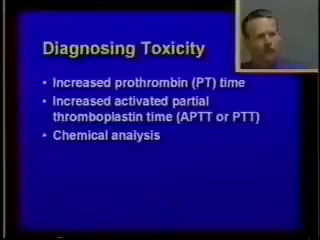 Diagnosing Toxicity
• Increased prothrombin (PT) time
• Increased activated partial
thromboplastin time (APTT or PTT)
• Chemical analysis